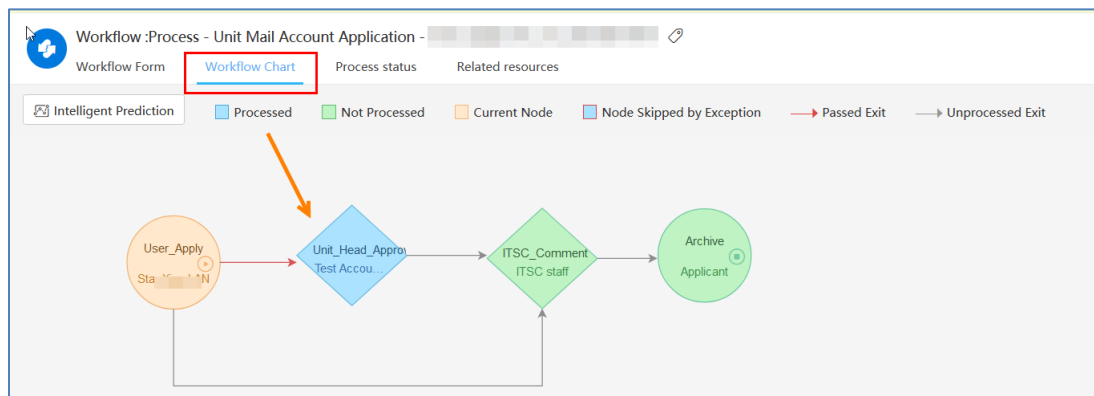 Workflow :Process - Unit Mail Account Application -
Workflow Form Workflow Chart Process status Related resources
Intelligent Prediction Processed Not Processed Current Node Node Skipped by Exception Passed Exit Unprocessed Exit
User_Apply
Unit_Head_Approv
Test Accou...
ITSC_Comment
ITSC staff
Archive
Applicant